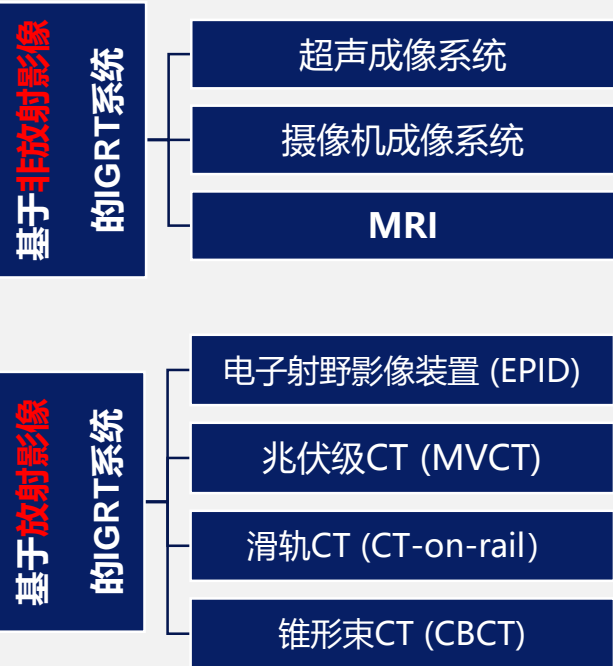 基于非放射影像
的IGRT系统
超声成像系统
摄像机成像系统
MRI
基于放射影像
的IGRT系统
电子射野影像装置 (EPID)
兆伏级CT (MVCT)
滑轨CT (CT-on-rail）
锥形束CT (CBCT)